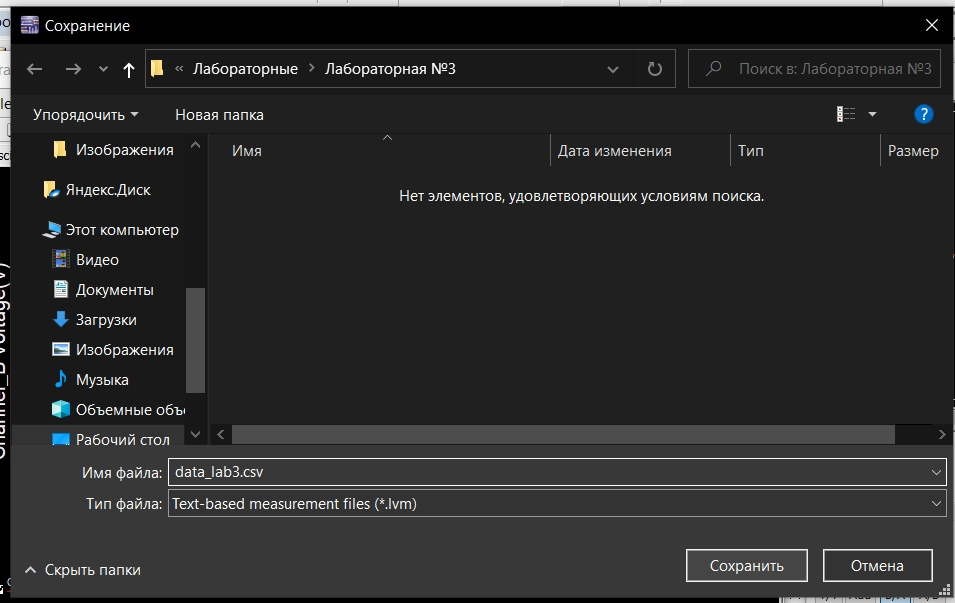 Сохранение
« Лабораторные › Лабораторная №3
Поиск в: Лабораторная №3
Упорядочить
Новая папка
?
Изображения
Яндекс.Диск
Этот компьютер
Видео
Документы
Загрузки
Изображения
Музыка
Объемные объ
Рабочий стол
Имя
Дата изменения
Тип
Размер
Нет элементов, удовлетворяющих условиям поиска.
Channel_B Voltage(V)
Имя файла: data_lab3.csv
Тип файла: Text-based measurement files (*.lvm)
Скрыть папки
Сохранить
Отмена